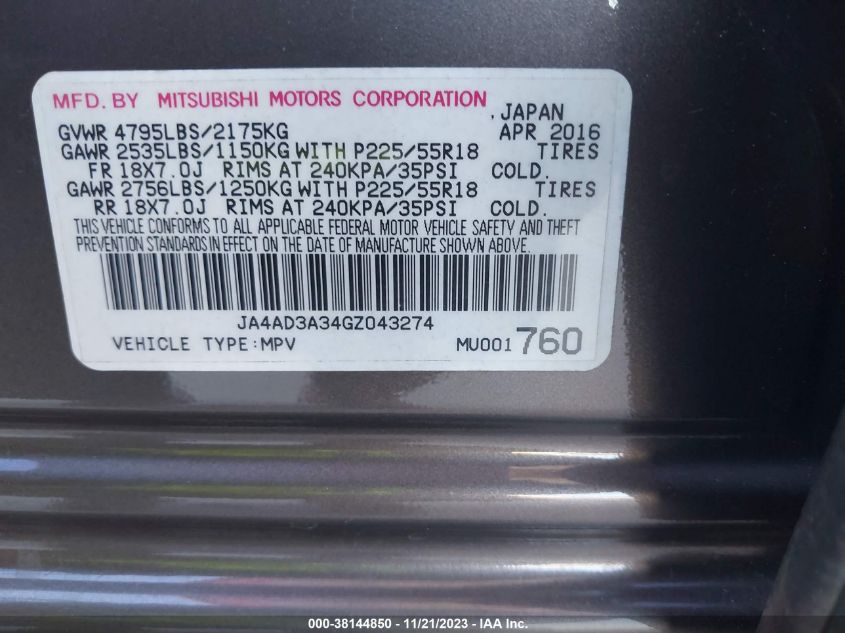 MFD. BY MITSUBISHI MOTORS CORPORATION
JAPAN
GVWR 4795LBS/2175KG APR 2016
GAWR 2535LBS/1150KG WITH P225/55R18 TIRES
FR 18X7.0J RIMS AT 240KPA/35PSI COLD.
GAWR 2756LBS/1250KG WITH P225/55R18 TIRES
RR 18X7.0J RIMS AT 240KPA/35PSI COLD.
THIS VEHICLE CONFORMS TO ALL APPLICABLE FEDERAL MOTOR VEHICLE SAFETY AND THEFT
PREVENTION STANDARDS IN EFFECT ON THE DATE OF MANUFACTURE SHOWN ABOVE.
JA4AD3A34GZ043274
VEHICLE TYPE:MPV MU001 760
000-38144850 - 11/21/2023 - IAA Inc.